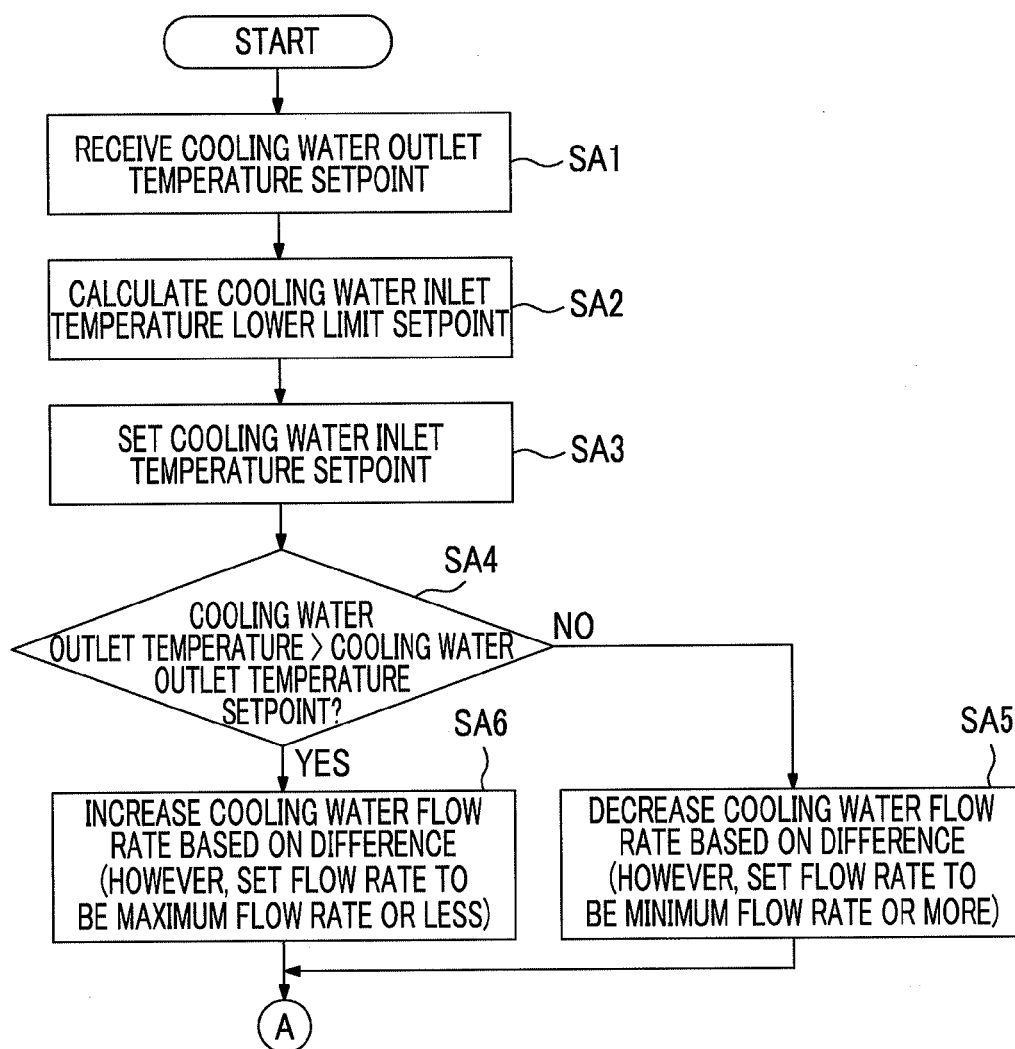 START
RECEIVE COOLING WATER OUTLET
TEMPERATURE SETPOINT
SA1
CALCULATE COOLING WATER INLET
TEMPERATURE LOWER LIMIT SETPOINT
SA2
SET COOLING WATER INLET
TEMPERATURE SETPOINT
SA3
SA4
COOLING WATER
OUTLET TEMPERATURE > COOLING WATER
OUTLET TEMPERATURE
SETPOINT?
NO
YES
SA6
INCREASE COOLING WATER FLOW
RATE BASED ON DIFFERENCE
(HOWEVER, SET FLOW RATE TO
BE MAXIMUM FLOW RATE OR LESS)
SA5
DECREASE COOLING WATER FLOW
RATE BASED ON DIFFERENCE
(HOWEVER, SET FLOW RATE TO
BE MINIMUM FLOW RATE OR MORE)
A